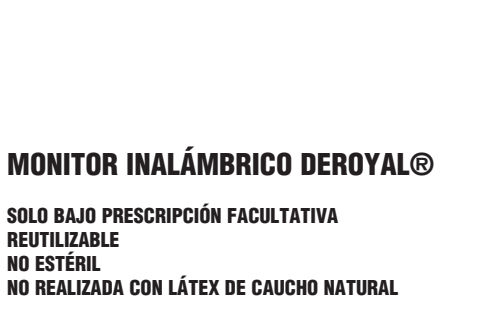 MONITOR INALÁMBRICO DEROYAL®
SOLO BAJO PRESCRIPCIÓN FACULTATIVA
REUTILIZABLE
NO ESTÉRIL
NO REALIZADA CON LÁTEX DE CAUCHO NATURAL